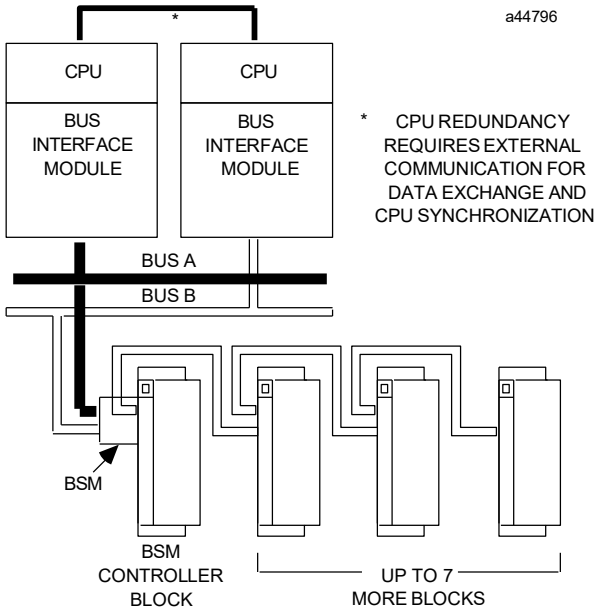 a44796
*
CPU
CPU
BUS
INTERFACE
MODULE
BUS
INTERFACE
MODULE
* CPU REDUNDANCY
REQUIRES EXTERNAL
COMMUNICATION FOR
DATA EXCHANGE AND
CPU SYNCHRONIZATION
BUS A
BUS B
BSM
BSM
CONTROLLER
BLOCK
UP TO 7
MORE BLOCKS